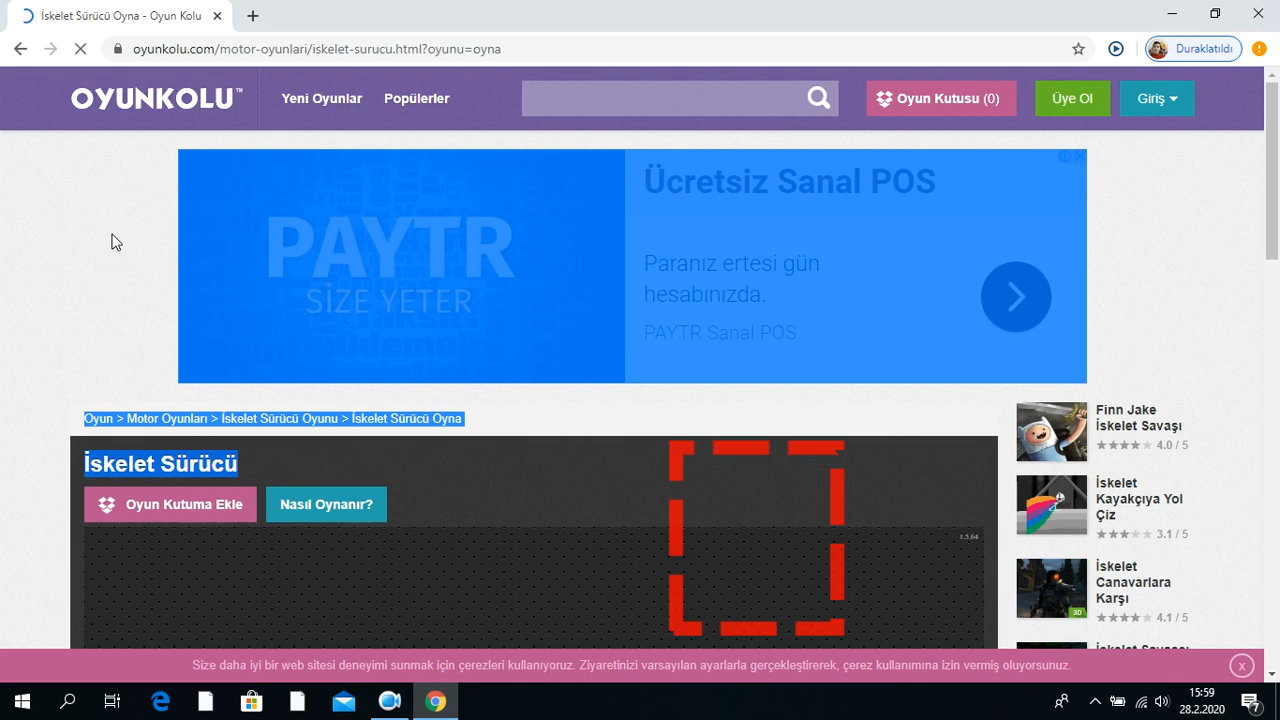 İskelet Sürücü Oyna - Oyun Kolu
oyunkolu.com/motor-oyunlari/iskelet-surucu.html?oyunu=oyna
Duraklatıldı
OYUNKOLU™
Yeni Oyunlar
Popülerler
Oyun Kutusu (0)
Üye Ol
Giriş
PAYTR
SİZE YETER
Ücretsiz Sanal POS
Paranız ertesi gün
hesabınızda.
PAYTR Sanal POS
Oyun > Motor Oyunları > İskelet Sürücü Oyunu > İskelet Sürücü Oyna
İskelet Sürücü
Oyun Kutuma Ekle
Nasıl Oynanır?
1.5.64
Finn Jake
İskelet Savaşı
4.0 / 5
İskelet
Kayakçıya Yol
Çiz
3.1 / 5
İskelet
Canavarlara
Karşı
3D
4.1 / 5
Size daha iyi bir web sitesi deneyimi sunmak için çerezleri kullanıyoruz. Ziyaretinizi varsayılan ayarlarla gerçekleştirerek, çerez kullanımına izin vermiş oluyorsunuz.
x
15:59
28.2.2020
7